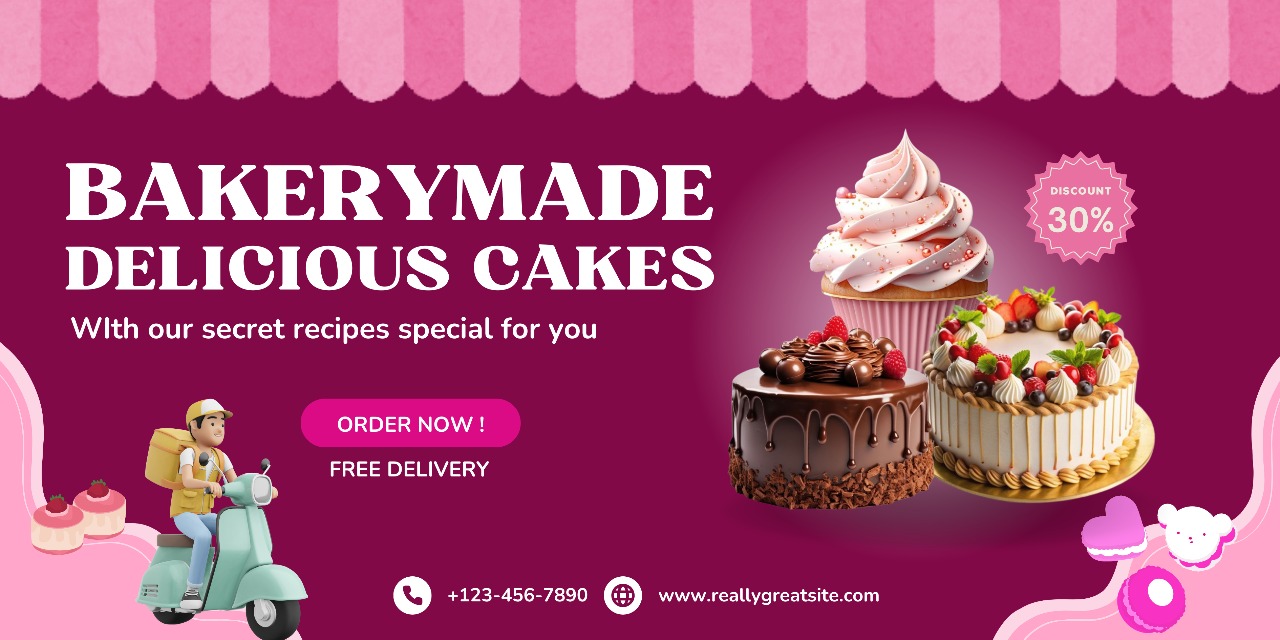 BAKERYMADE
DELICIOUS CAKES
WIth our secret recipes special for you
DISCOUNT
30%
ORDER NOW !
FREE DELIVERY
+123-456-7890
www.reallygreatsite.com